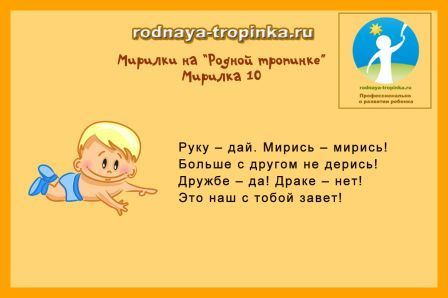 rodnaya-tropinka.ru
Мирилки на "Родной тропинке"
Мирилка 10
rodnaya-tropinka.ru
Профессионально
о развитии ребенка
Руку – дай. Мирись – мирись!
Больше с другом не дерись!
Дружбе – да! Драке – нет!
Это наш с тобой завет!